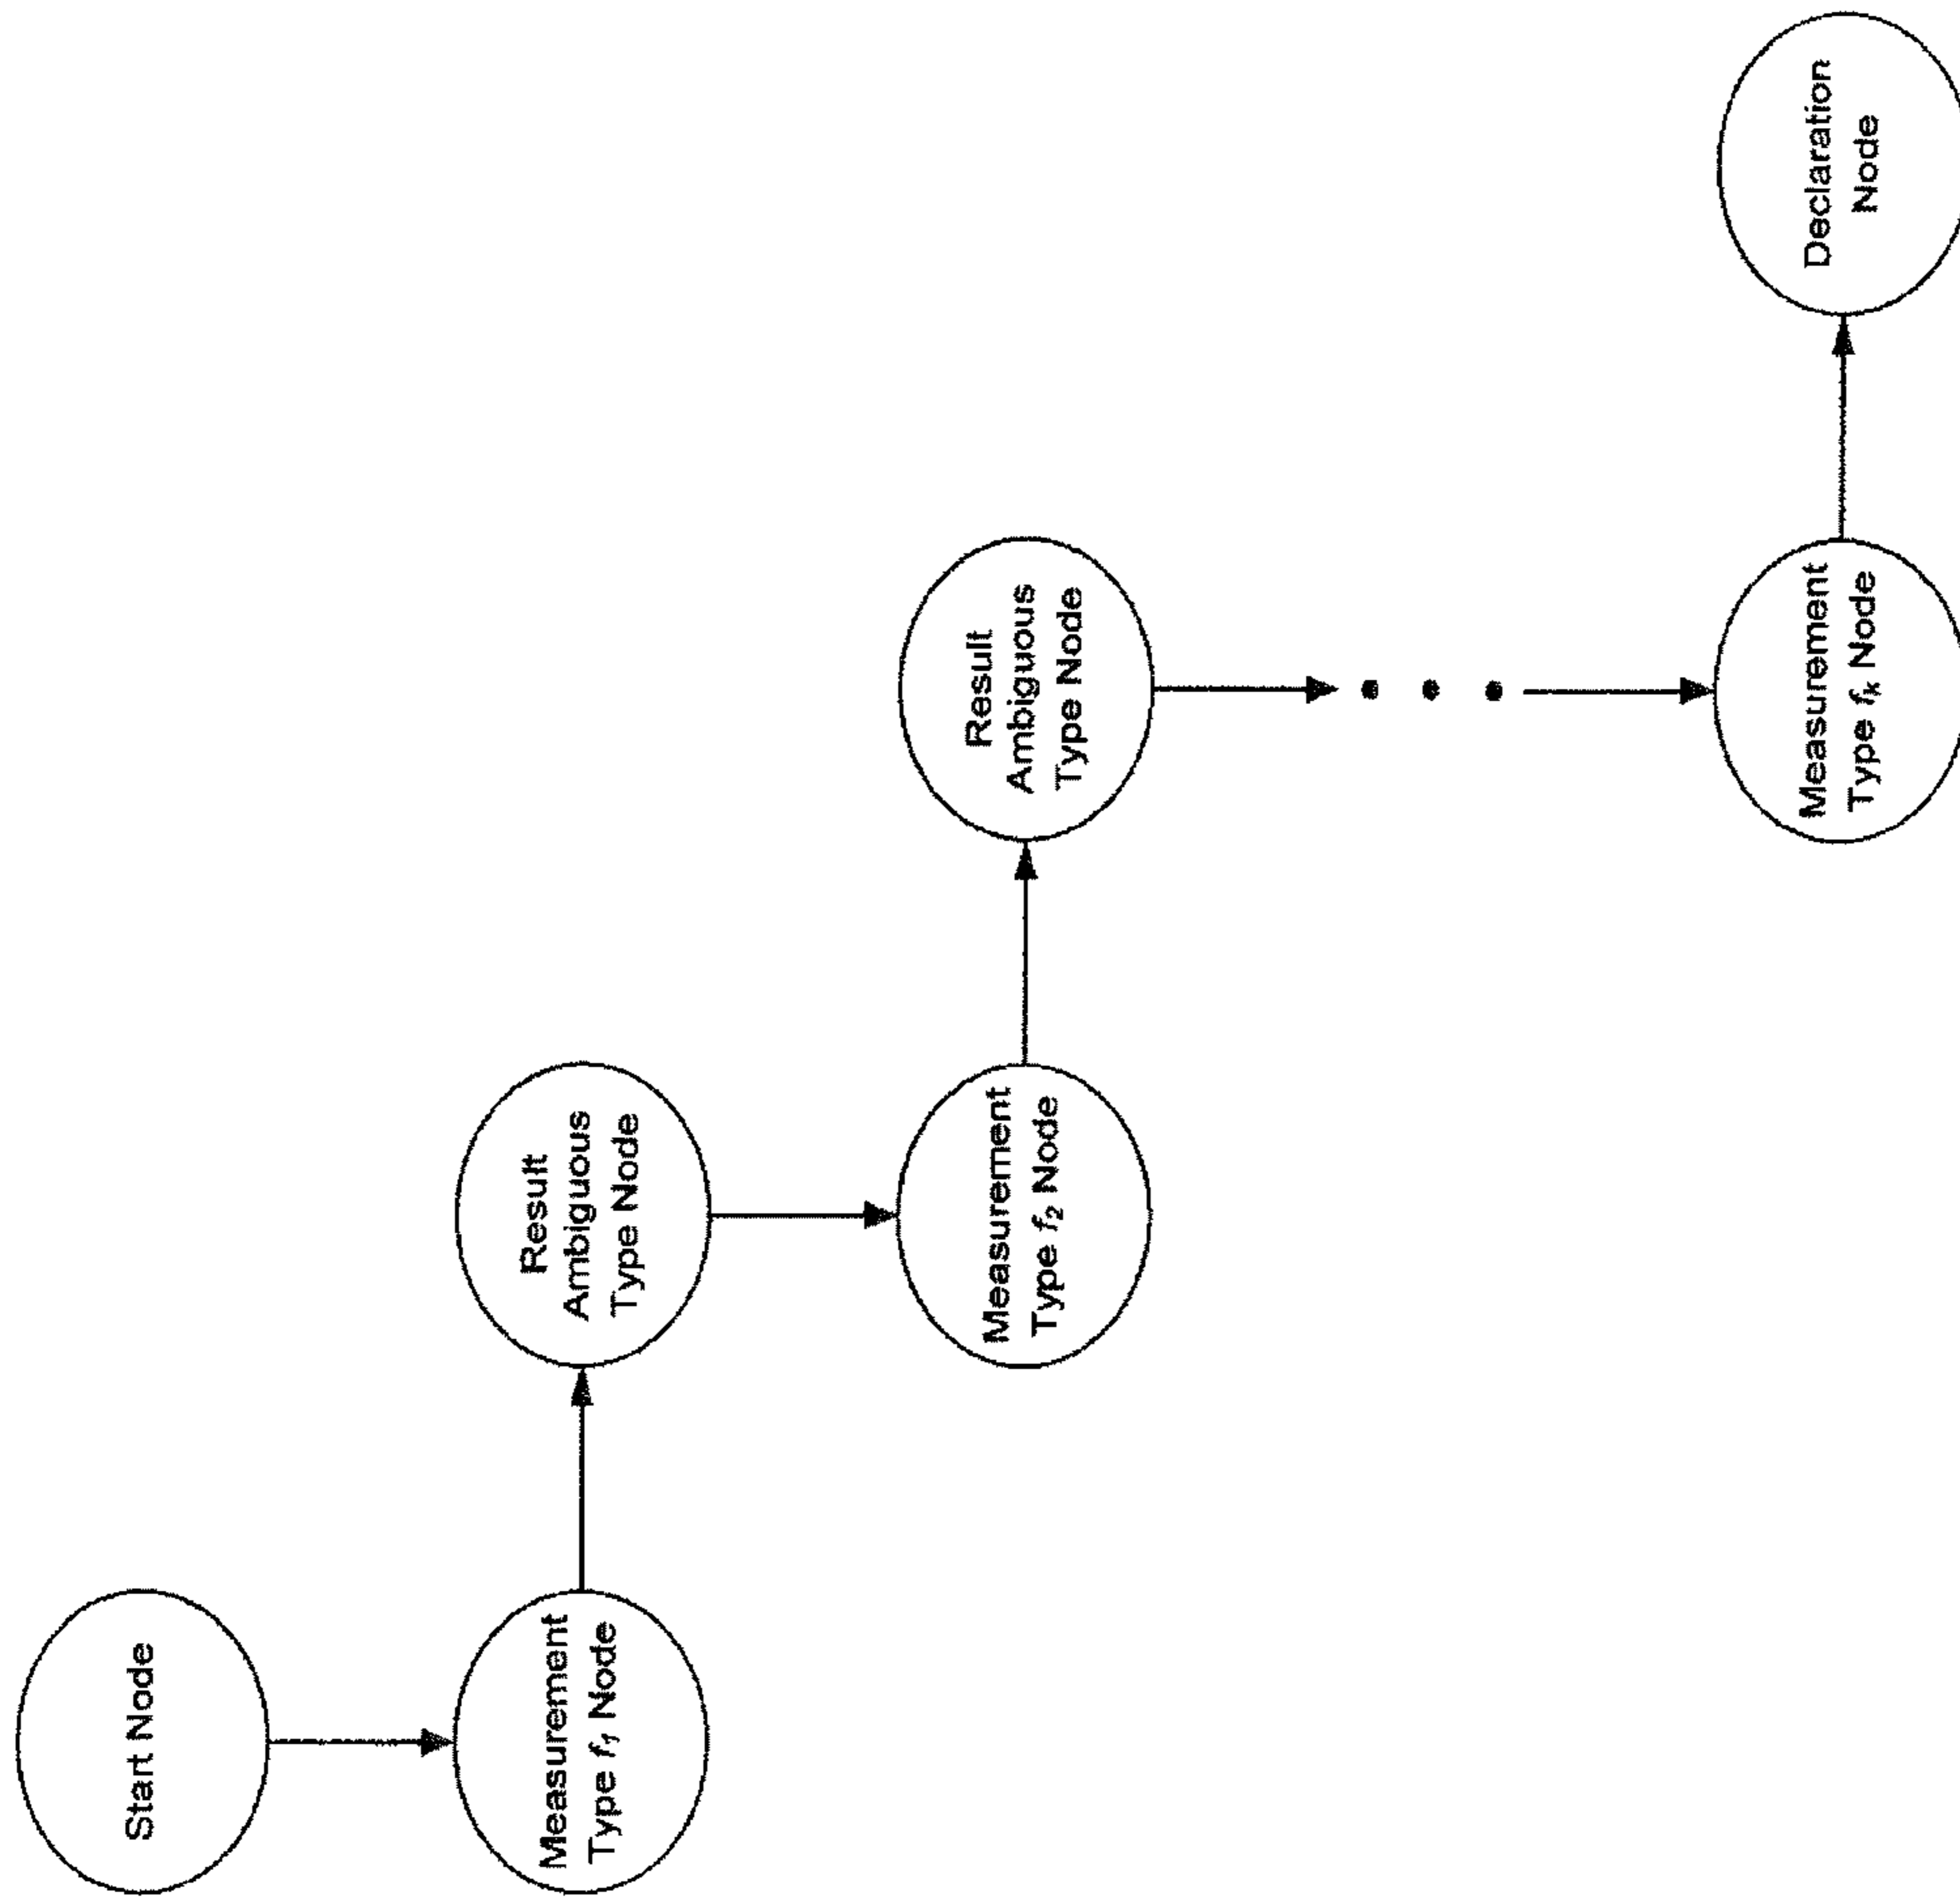 Start Node
Measurement
Type f₁ Node
Result
Ambiguous
Type Node
Measurement
Type f₂ Node
Result
Ambiguous
Type Node
Measurement
Type fₖ Node
Declaration
Node